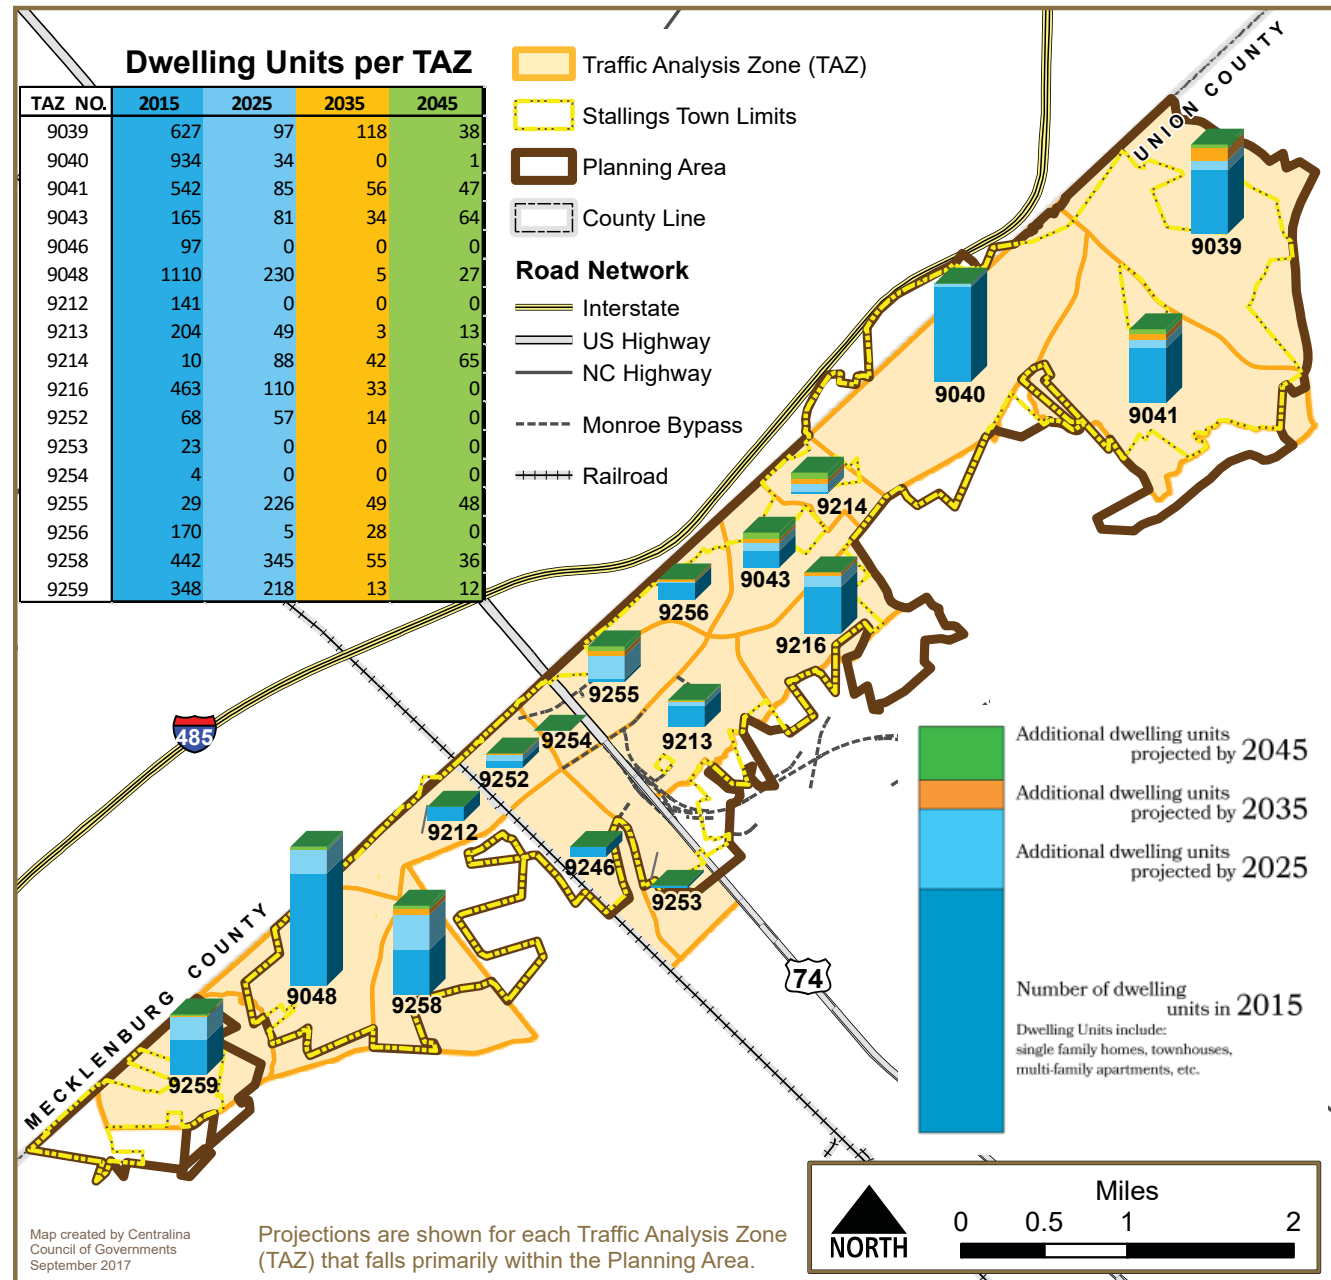 Dwelling Units per TAZ
TAZ NO. 2015 2025 2035 2045
9039 627 97 118 38
9040 934 34 0 1
9041 542 85 56 47
9043 165 81 34 64
9046 97 0 0 0
9048 1110 230 5 27
9212 141 0 0 0
9213 204 49 3 13
9214 10 88 42 65
9216 463 110 33 0
9252 68 57 14 0
9253 23 0 0 0
9254 4 0 0 0
9255 29 226 49 48
9256 170 5 28 0
9258 442 345 55 36
9259 348 218 13 12
Traffic Analysis Zone (TAZ)
Stallings Town Limits
Planning Area
County Line
Road Network
Interstate
US Highway
NC Highway
Monroe Bypass
Railroad
UNION COUNTY
9039
9040
9041
9214
9043
9256
9216
9255
9213
9254
9252
9212
9246
9253
9048
9258
9259
485
74
MECKLENBURG COUNTY
Additional dwelling units
projected by 2045
Additional dwelling units
projected by 2035
Additional dwelling units
projected by 2025
Number of dwelling
units in 2015
Dwelling Units include:
single family homes, townhouses,
multi-family apartments, etc.
Map created by Centralina
Council of Governments
September 2017
Projections are shown for each Traffic Analysis Zone
(TAZ) that falls primarily within the Planning Area.
NORTH
Miles
0 0.5 1 2